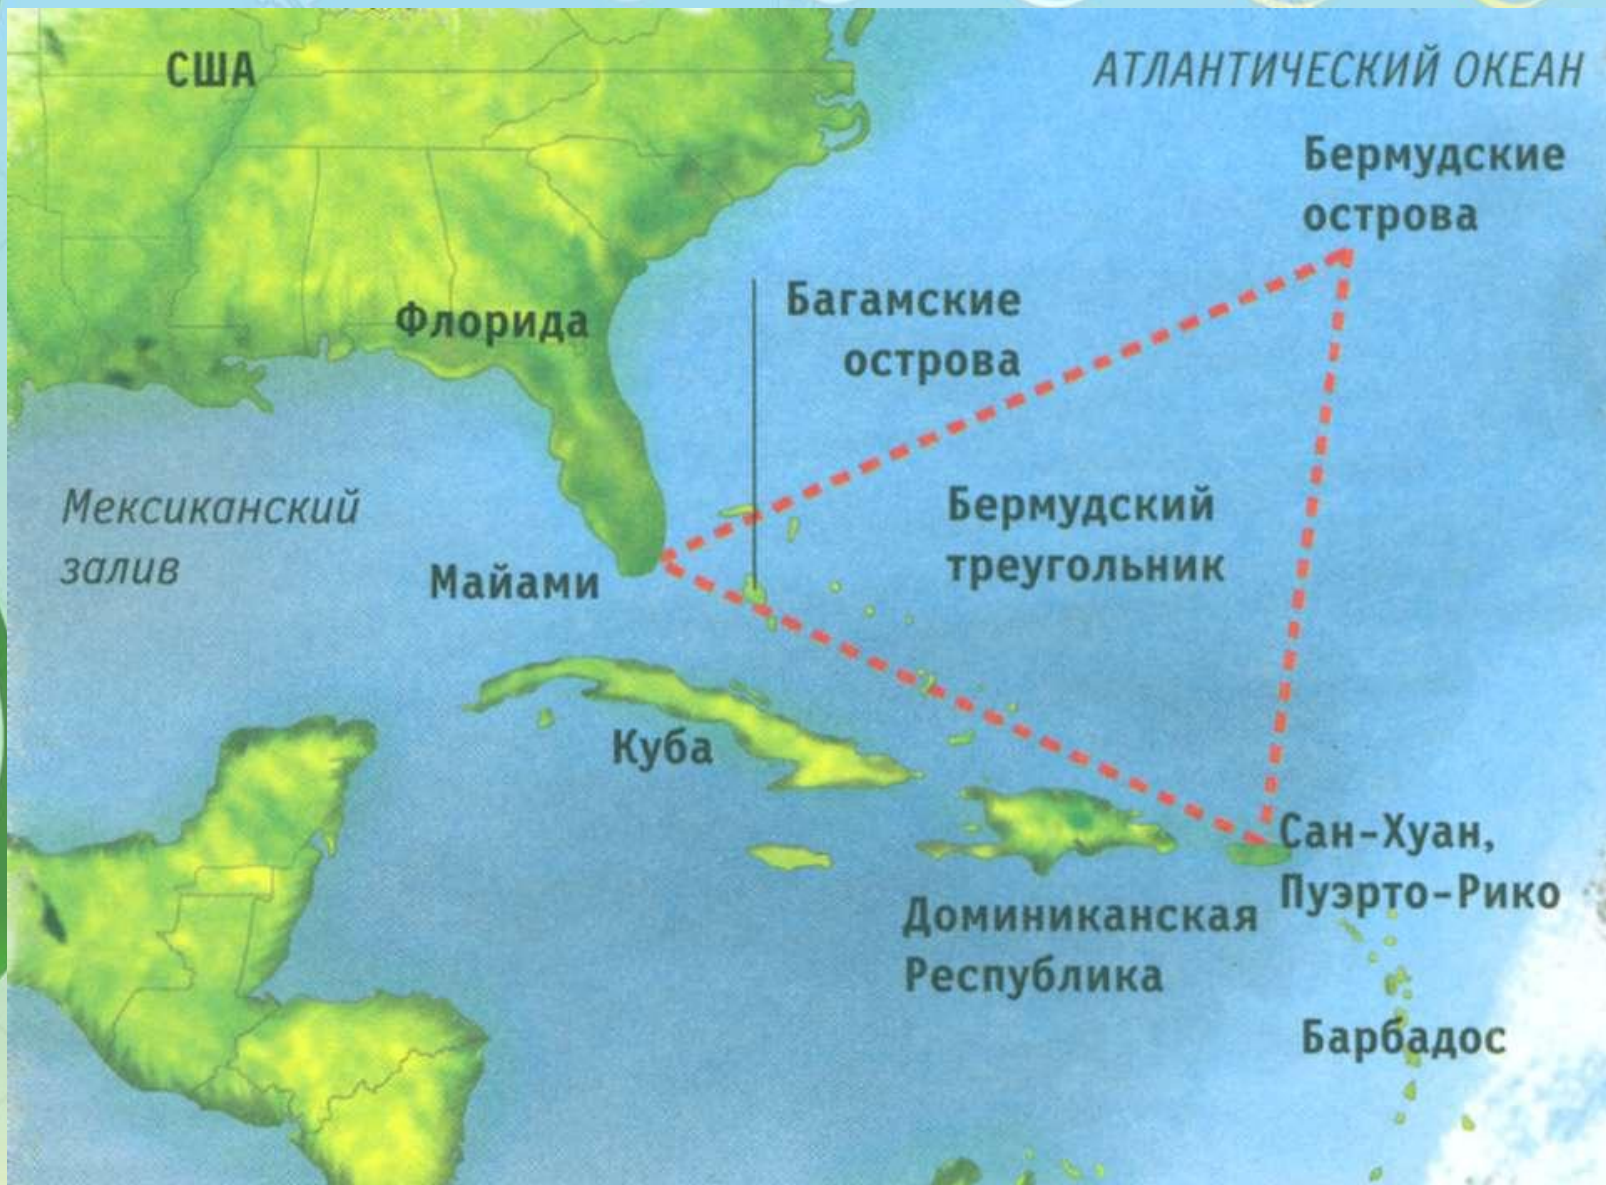 США
АТЛАНТИЧЕСКИЙ ОКЕАН
Бермудские
острова
Багамские
острова
Флорида
Мексиканский
залив
Бермудский
треугольник
Майами
Куба
Сан-Хуан,
Пуэрто-Рико
Доминиканская
Республика
Барбадос